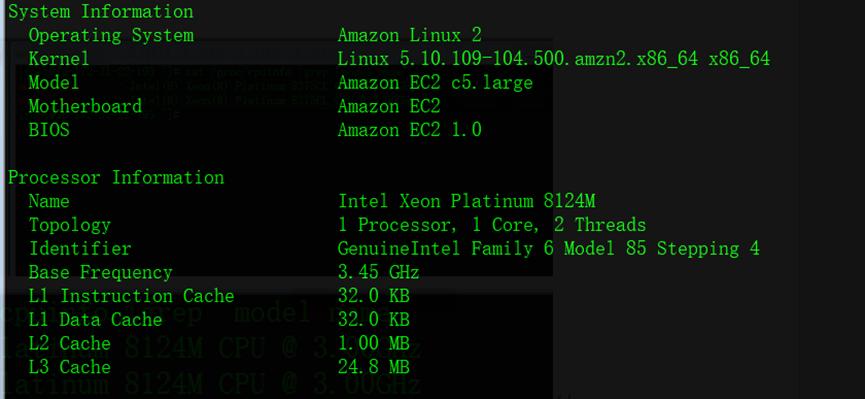 System Information
Operating System Amazon Linux 2
Kernel Linux 5.10.109-104.500.amzn2.x86_64 x86_64
Model Amazon EC2 c5.large
Motherboard Amazon EC2
BIOS Amazon EC2 1.0
Processor Information
Name Intel Xeon Platinum 8124M
Topology 1 Processor, 1 Core, 2 Threads
Identifier GenuineIntel Family 6 Model 85 Stepping 4
Base Frequency 3.45 GHz
L1 Instruction Cache 32.0 KB
L1 Data Cache 32.0 KB
L2 Cache 1.00 MB
L3 Cache 24.8 MB